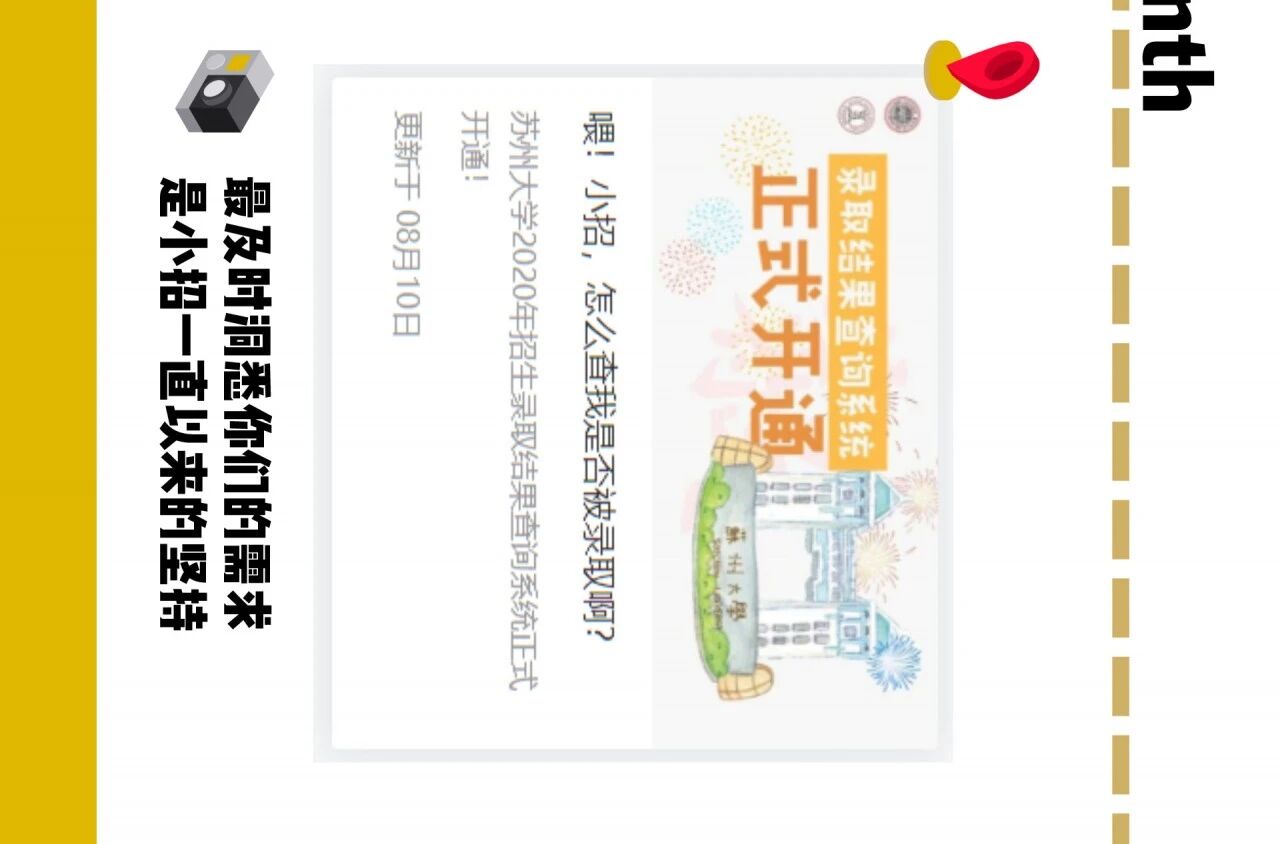 nth
录取结果查询系统
正式开通
蘇州大學
喂！小招，怎么查我是否被录取啊？
苏州大学2020年招生录取结果查询系统正式
开通！
更新于 08月10日
最及时洞悉你们的需求
是小招一直以来的坚持